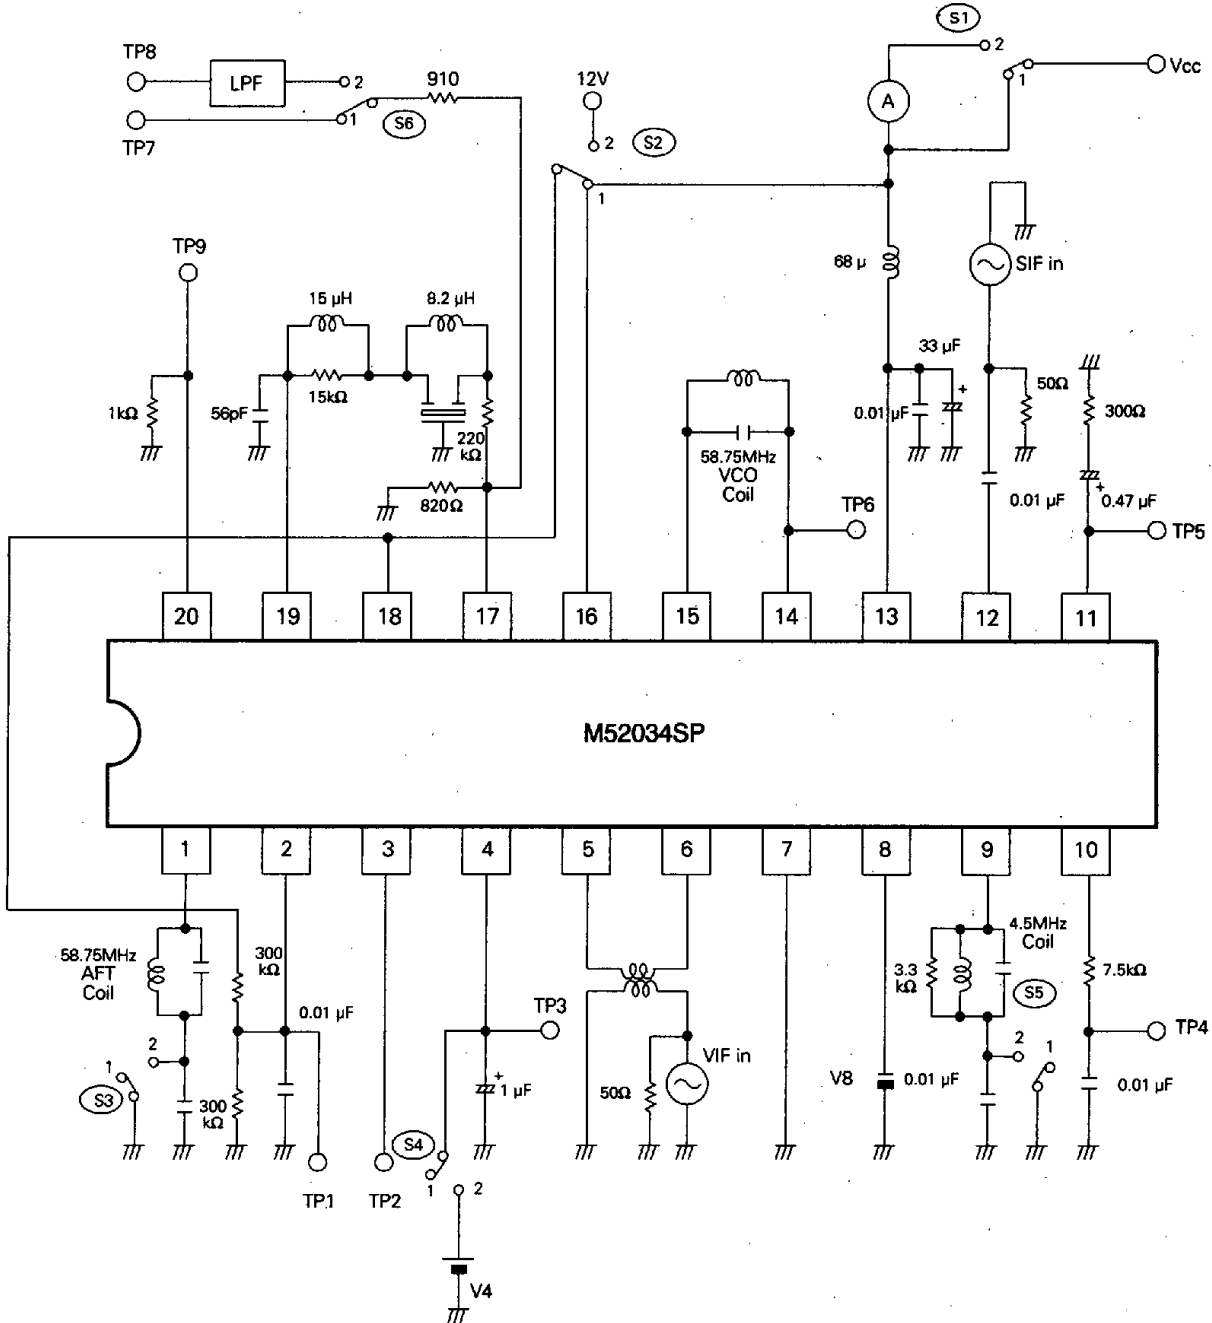 S1
2
TP8
LPF
2
910
12V
A
1
Vcc
1
S6
TP7
2
S2
1
TP9
68 μ
SIF in
15 μH
8.2 μH
33 μF
1kΩ
56pF
15kΩ
220
kΩ
0.01 μF
+
50Ω
300Ω
58.75MHz
VCO
Coil
820Ω
TP6
0.01 μF
+
0.47 μF
TP5
20
19
18
17
16
15
14
13
12
11
M52034SP
1
2
3
4
5
6
7
8
9
10
58.75MHz
AFT
Coil
300
kΩ
4.5MHz
Coil
3.3
kΩ
7.5kΩ
S5
0.01 μF
TP3
TP4
2
1
S3
300
kΩ
+
1 μF
VIF in
50Ω
V8
0.01 μF
2
1
0.01 μF
S4
TP1
TP2
1
2
V4